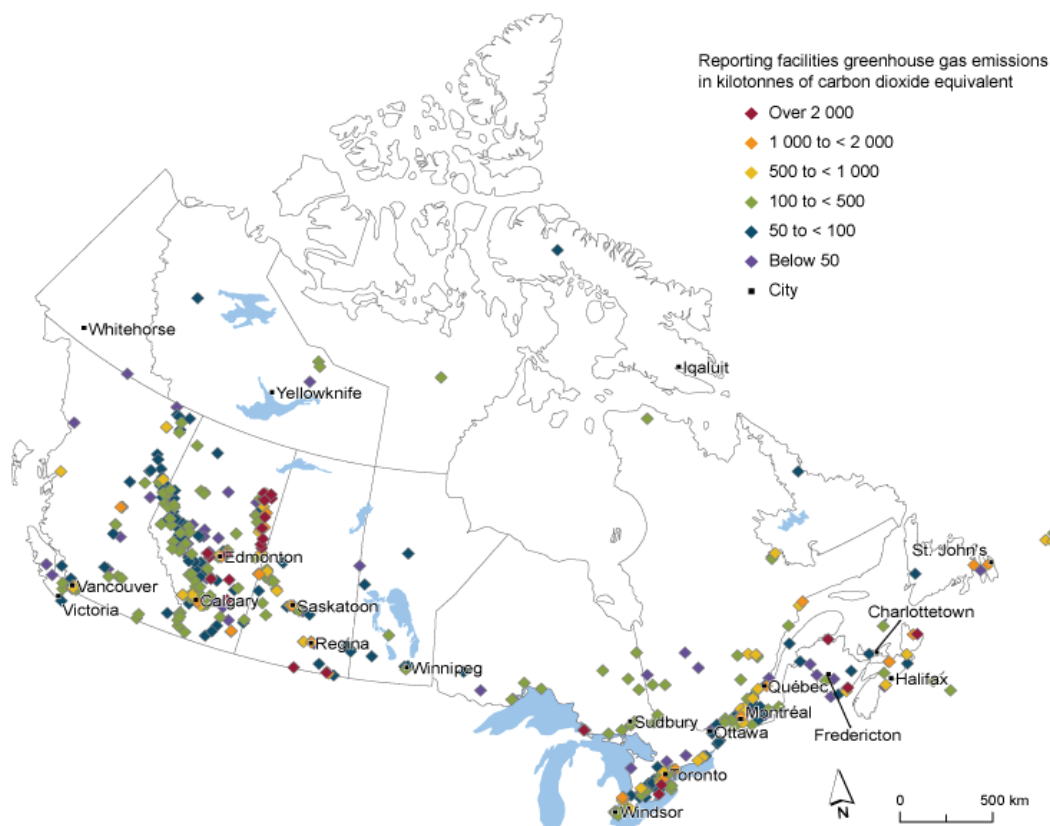 Reporting facilities greenhouse gas emissions
in kilotonnes of carbon dioxide equivalent
Over 2 000
1 000 to < 2 000
500 to < 1 000
100 to < 500
50 to < 100
Below 50
City
Whitehorse
Iqaluit
Yellowknife
St. John's
Edmonton
Vancouver
Calgary
Saskatoon
Victoria
Charlottetown
Regina
Winnipeg
Halifax
Québec
Sudbury
Montréal
Ottawa
Fredericton
Toronto
Windsor
N
0 500 km